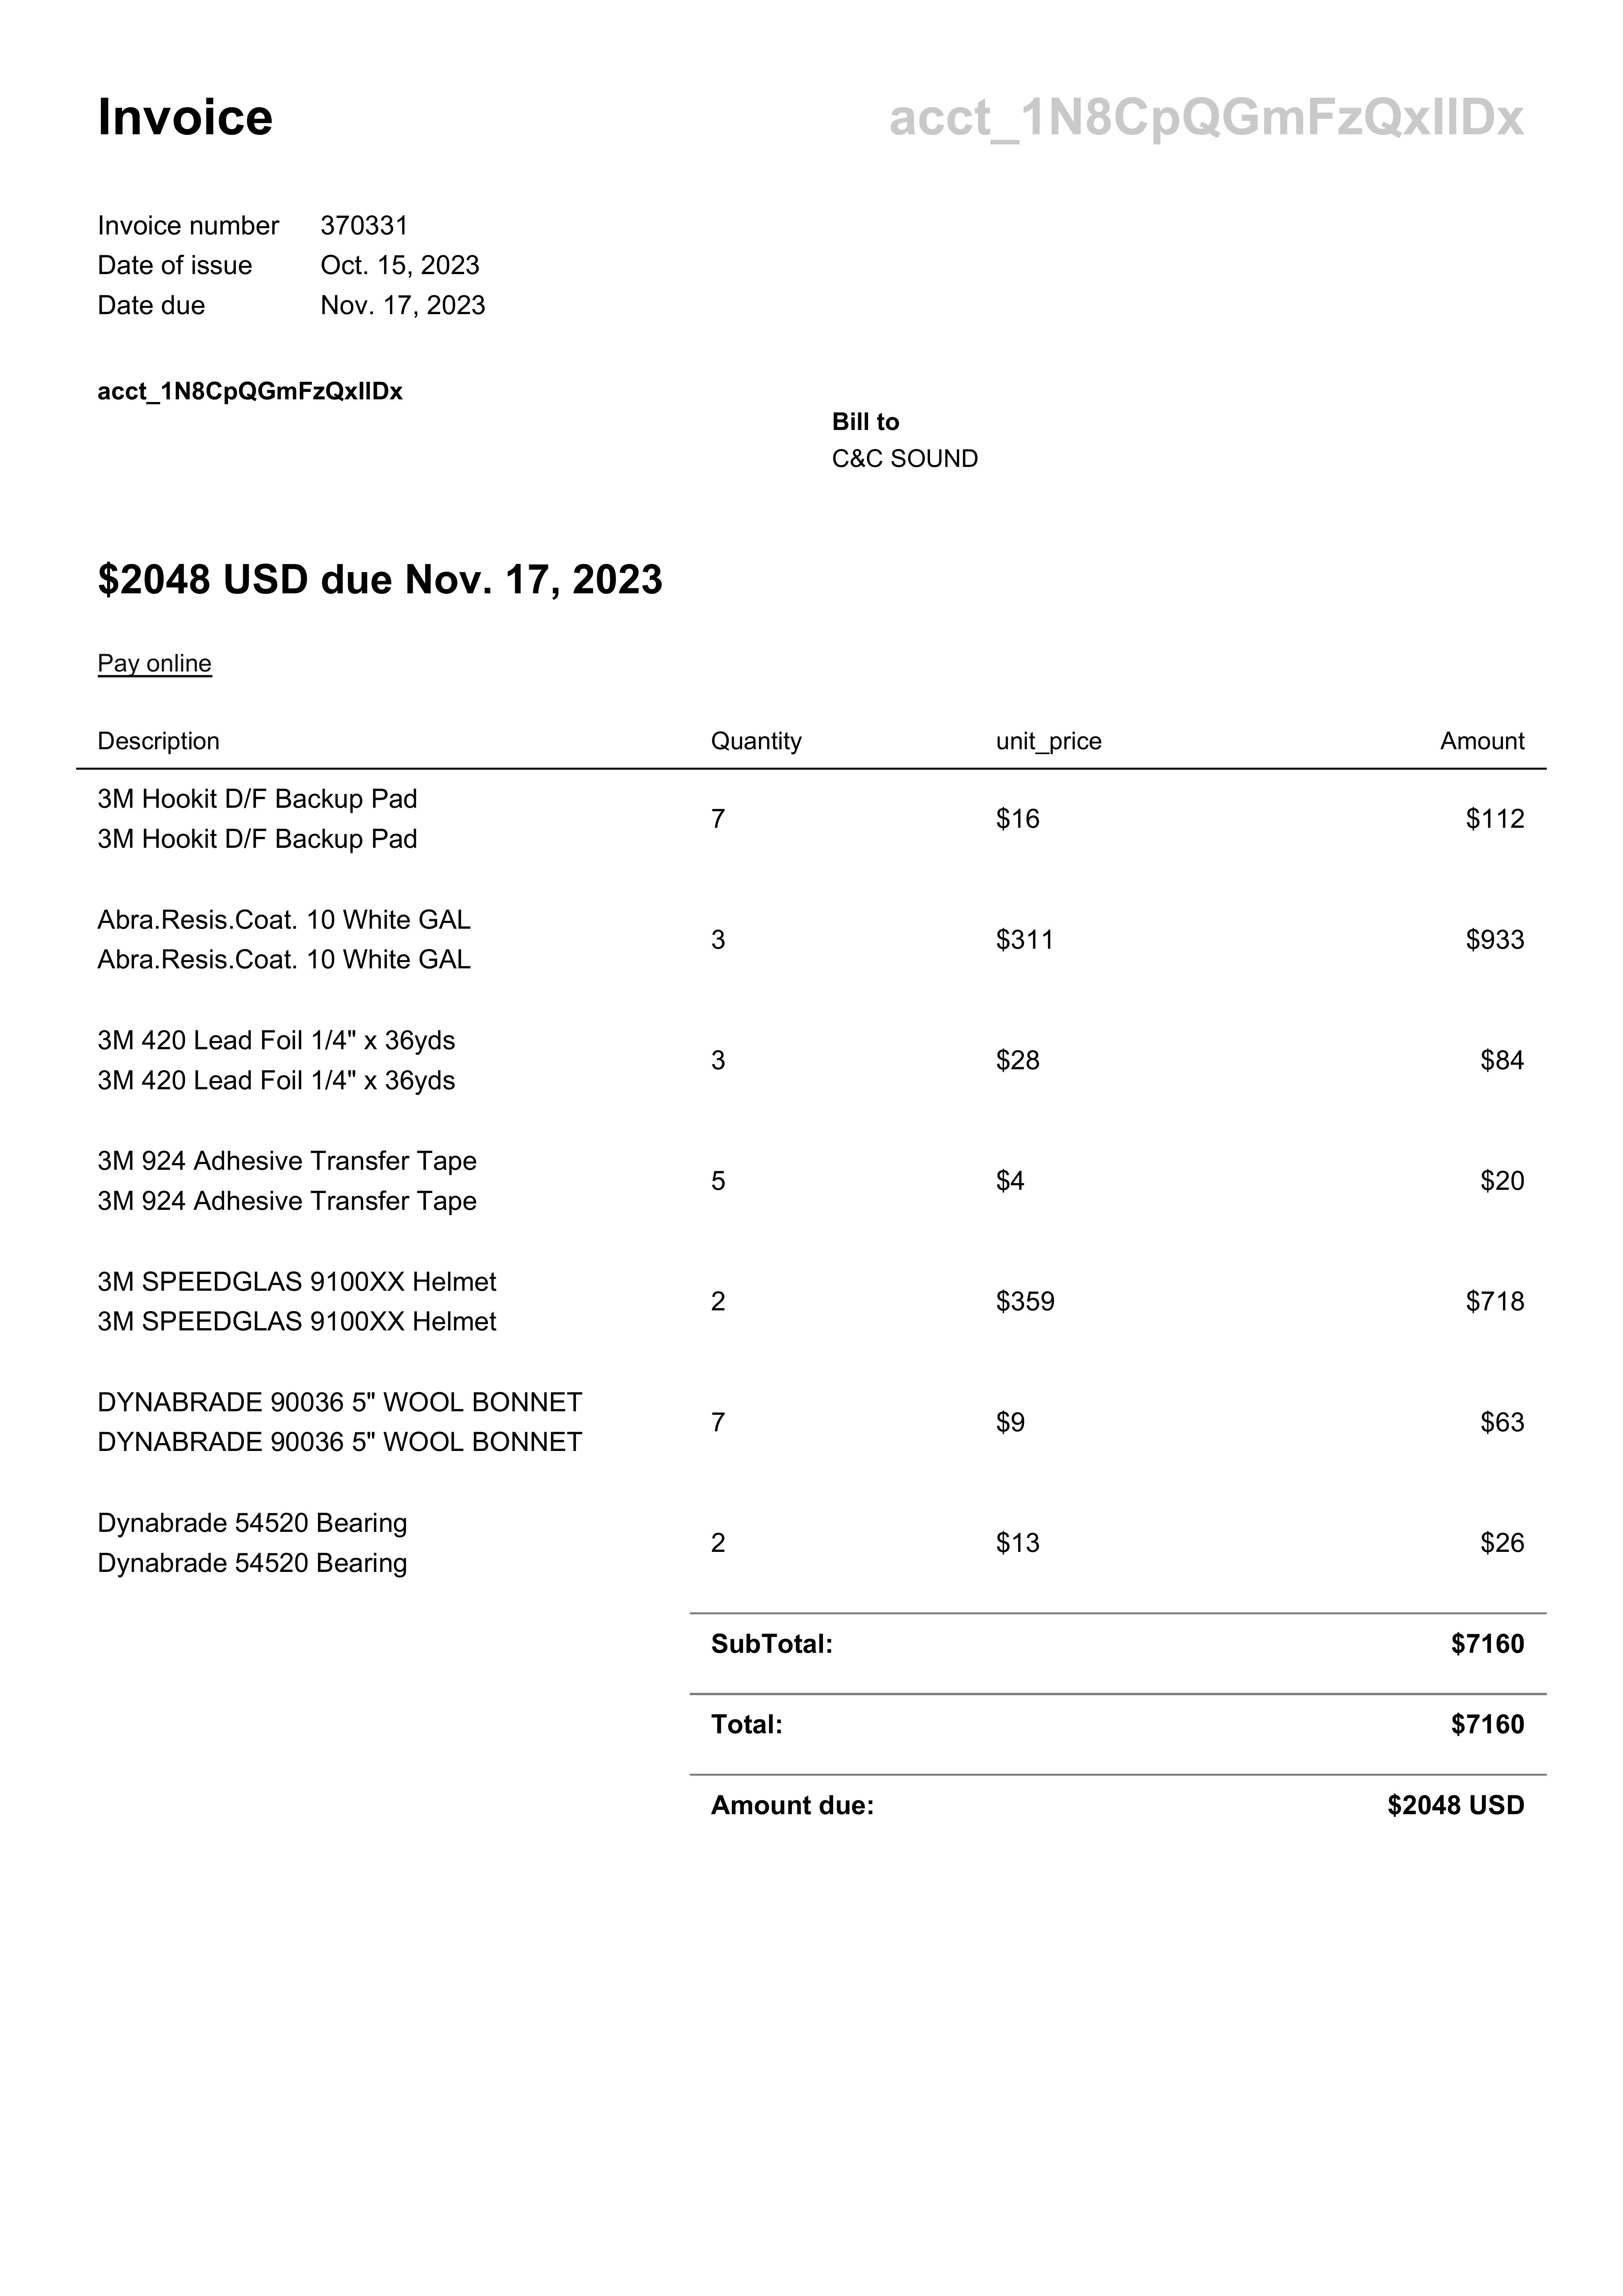 Invoice
acct_1N8CpQGmFzQxllDx
Invoice number 370331
Date of issue Oct. 15, 2023
Date due Nov. 17, 2023
acct_1N8CpQGmFzQxllDx
Bill to
C&C SOUND
$2048 USD due Nov. 17, 2023
Pay online
Description Quantity unit_price Amount
3M Hookit D/F Backup Pad
3M Hookit D/F Backup Pad
7 $16 $112
Abra.Resis.Coat. 10 White GAL
Abra.Resis.Coat. 10 White GAL
3 $311 $933
3M 420 Lead Foil 1/4" x 36yds
3M 420 Lead Foil 1/4" x 36yds
3 $28 $84
3M 924 Adhesive Transfer Tape
3M 924 Adhesive Transfer Tape
5 $4 $20
3M SPEEDGLAS 9100XX Helmet
3M SPEEDGLAS 9100XX Helmet
2 $359 $718
DYNABRADE 90036 5" WOOL BONNET
DYNABRADE 90036 5" WOOL BONNET
7 $9 $63
Dynabrade 54520 Bearing
Dynabrade 54520 Bearing
2 $13 $26
SubTotal: $7160
Total: $7160
Amount due: $2048 USD